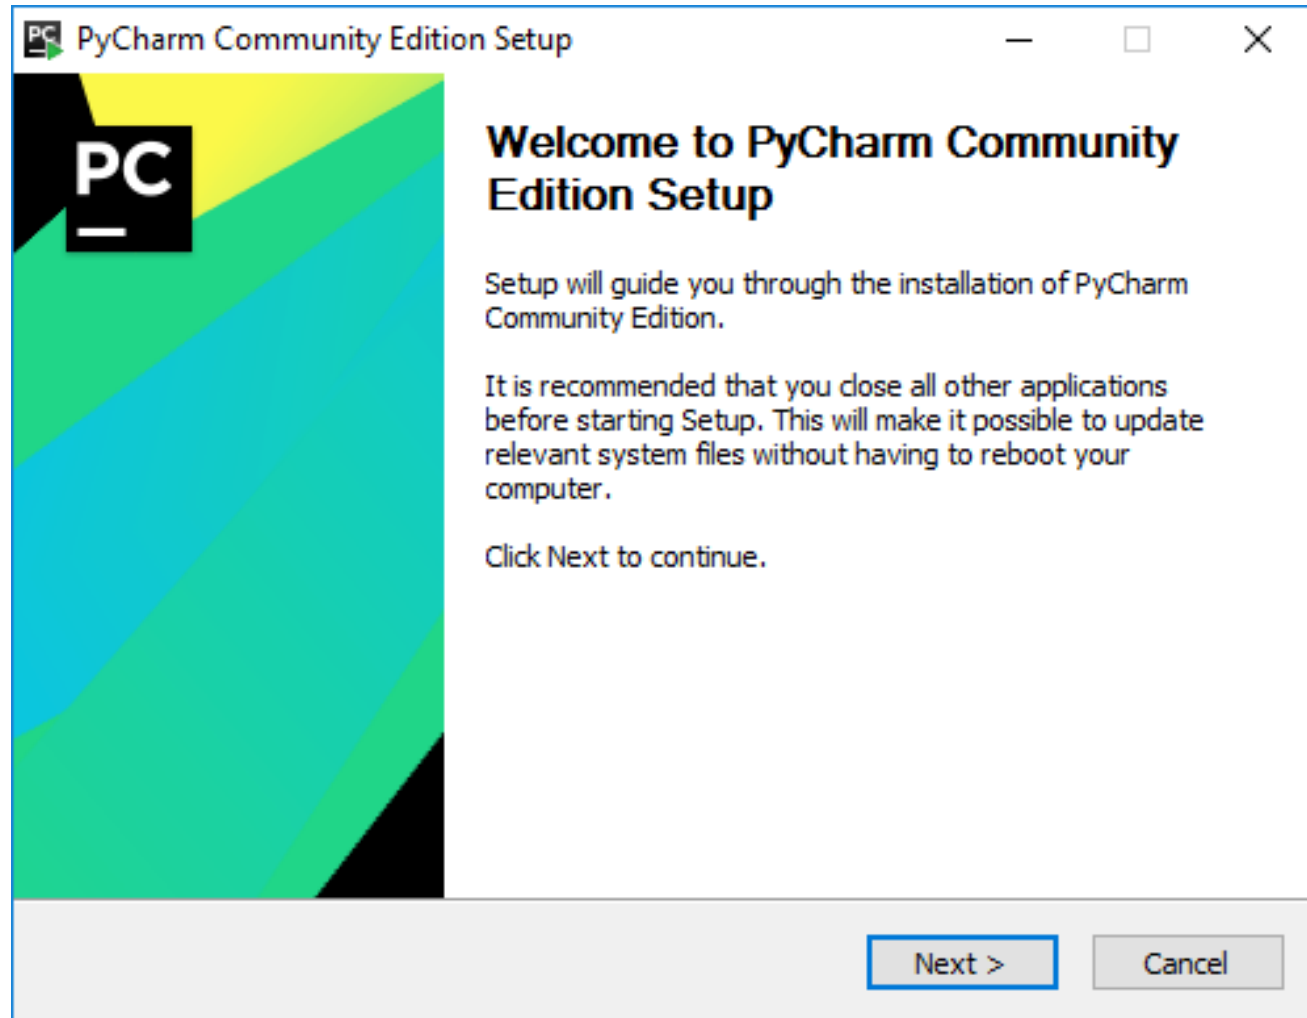 PyCharm Community Edition Setup
PC
Welcome to PyCharm Community
Edition Setup
Setup will guide you through the installation of PyCharm
Community Edition.
It is recommended that you close all other applications
before starting Setup. This will make it possible to update
relevant system files without having to reboot your
computer.
Click Next to continue.
Next >
Cancel